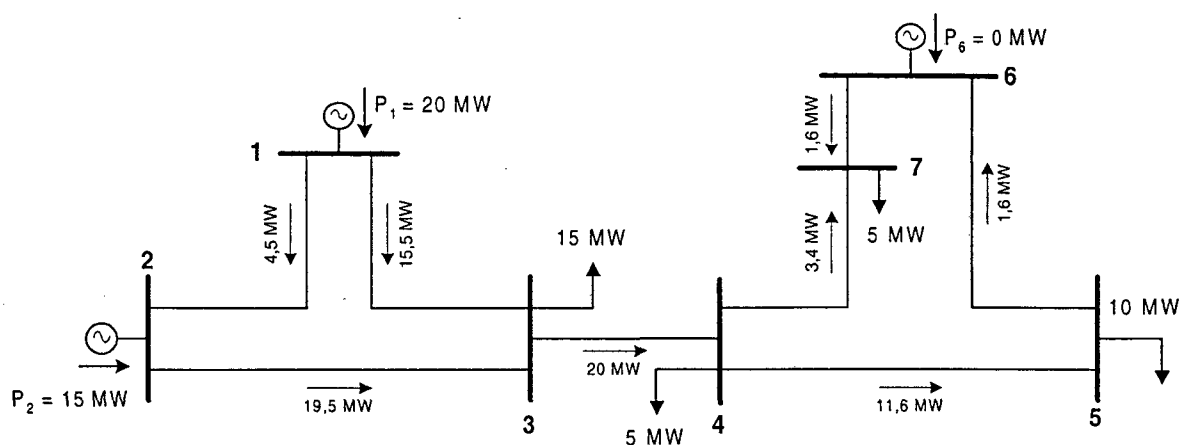 P6 = 0 MW
6
P1 = 20 MW
1
1,6 MW
7
1,6 MW
5 MW
3,4 MW
4,5 MW
15,5 MW
15 MW
2
10 MW
20 MW
P2 = 15 MW
19,5 MW
3
5 MW
4
11,6 MW
5